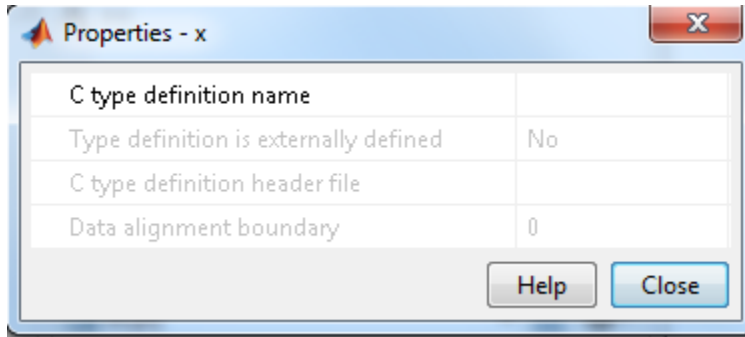 Properties - x
C type definition name
Type definition is externally defined No
C type definition header file
Data alignment boundary 0
Help Close